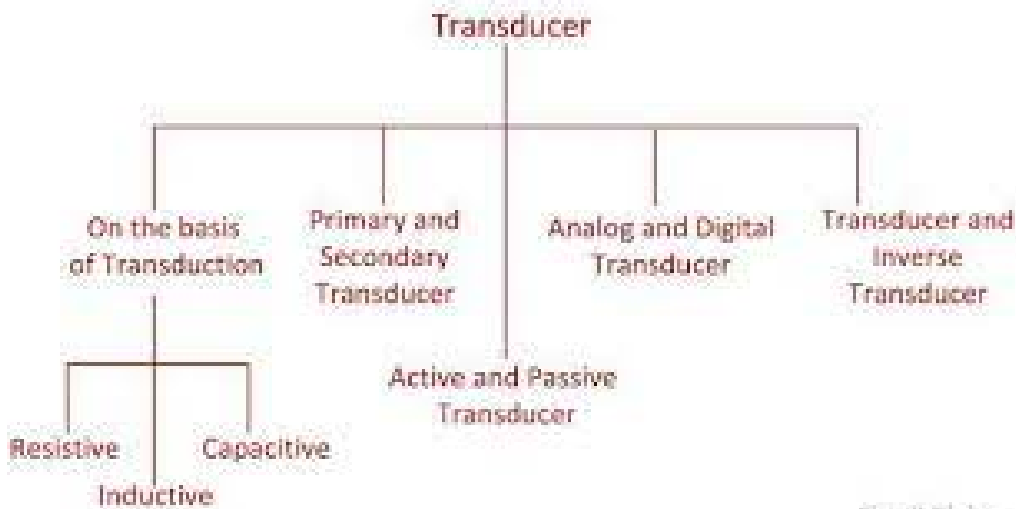 Transducer
On the basis
of Transduction
Primary and
Secondary
Transducer
Analog and Digital
Transducer
Transducer and
Inverse
Transducer
Active and Passive
Transducer
Resistive
Capacitive
Inductive